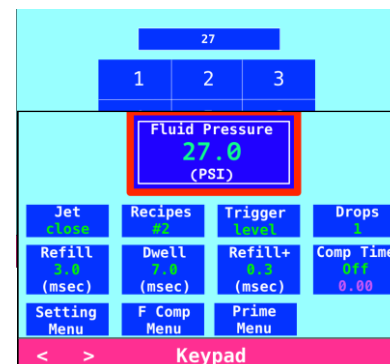 27
1 2 3
Fluid Pressure
27.0
(PSI)
Jet Recipes Trigger Drops
close #2 level 1
Refill Dwell Refill+ Comp Time
3.0 7.0 0.3 Off
(msec) (msec) (msec) 0.00
Setting F Comp Prime
Menu Menu Menu
< > Keypad